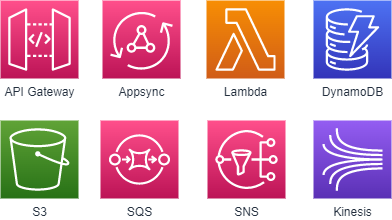 API Gateway
Appsync
Lambda
DynamoDB
S3
SQS
SNS
Kinesis